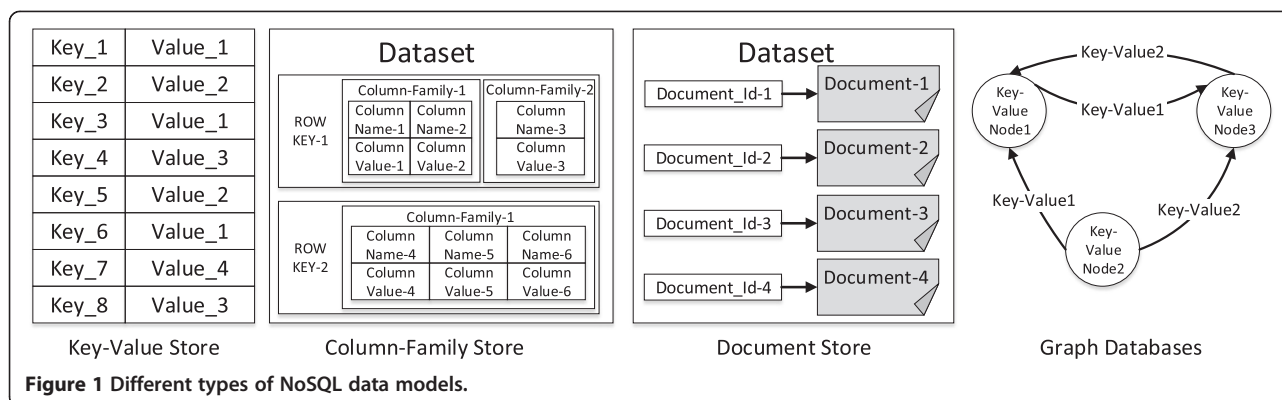 Key_1 Value_1
Key_2 Value_2
Key_3 Value_1
Key_4 Value_3
Key_5 Value_2
Key_6 Value_1
Key_7 Value_4
Key_8 Value_3
Key-Value Store
Dataset
ROW
KEY-1
Column-Family-1
Column
Name-1
Column
Name-2
Column
Value-1
Column
Value-2
Column-Family-2
Column
Name-3
Column
Value-3
ROW
KEY-2
Column-Family-1
Column
Name-4
Column
Name-5
Column
Name-6
Column
Value-4
Column
Value-5
Column
Value-6
Column-Family Store
Dataset
Document_Id-1 Document-1
Document_Id-2 Document-2
Document_Id-3 Document-3
Document_Id-4 Document-4
Document Store
Key-Value2
Key-
Value
Node1
Key-Value1
Key-
Value
Node3
Key-Value1
Key-Value2
Key-
Value
Node2
Graph Databases
Figure 1 Different types of NoSQL data models.